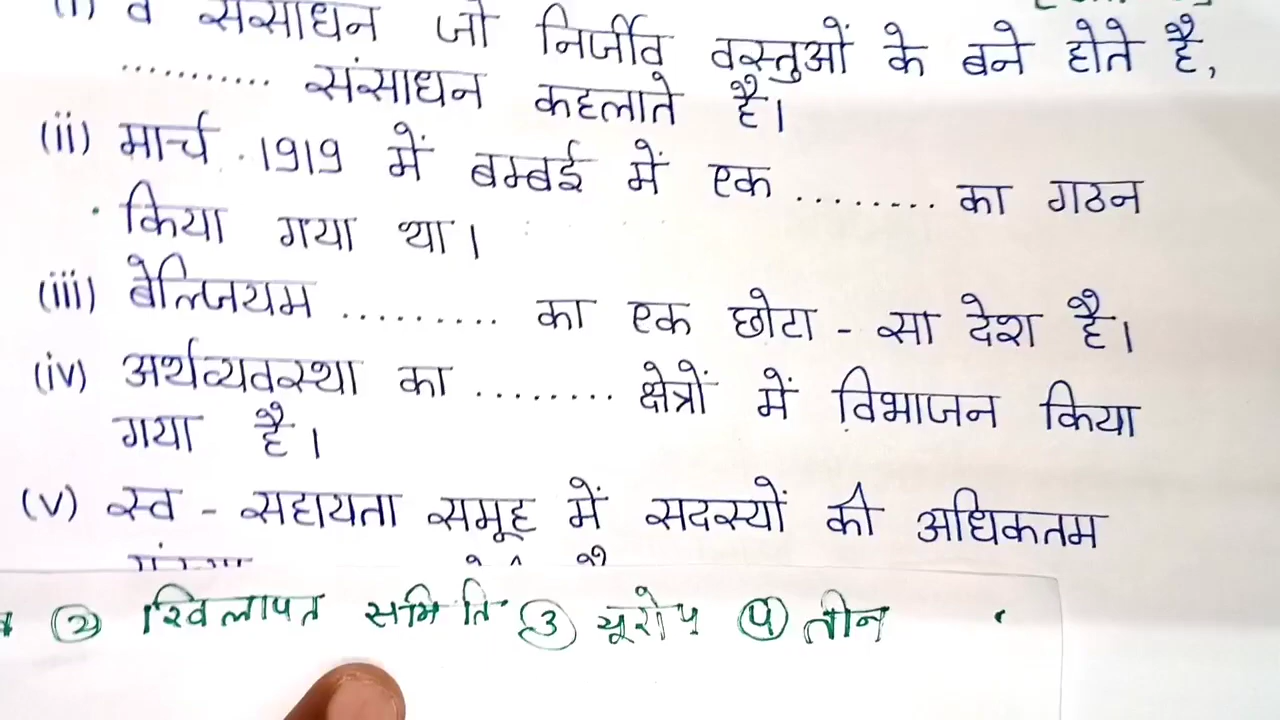 (i) वे संसाधन जो निर्जीव वस्तुओं के बने होते है,
........... संसाधन कहलाते है।
(ii) मार्च 1919 में बम्बई में एक ........ का गठन
किया गया था।
(iii) बेल्जियम ......... का एक छोटा - सा देश है।
(iv) अर्थव्यवस्था का ........ क्षेत्रों में विभाजन किया
गया है।
(v) स्व - सहायता समूह में सदस्यों की अधिकतम
② खिलापत समिति ③ यूरोप ④ तीन